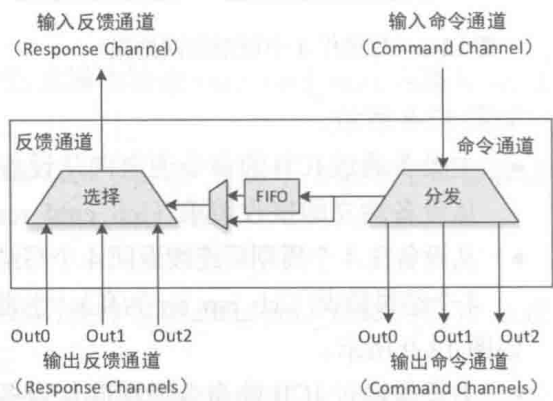 输入反馈通道
（Response Channel）
输入命令通道
（Command Channel）
反馈通道
命令通道
选择
FIFO
分发
Out0
Out1
Out2
out0
Out1
Out2
输出反馈通道
（Response Channels）
输出命令通道
（Command Channels）